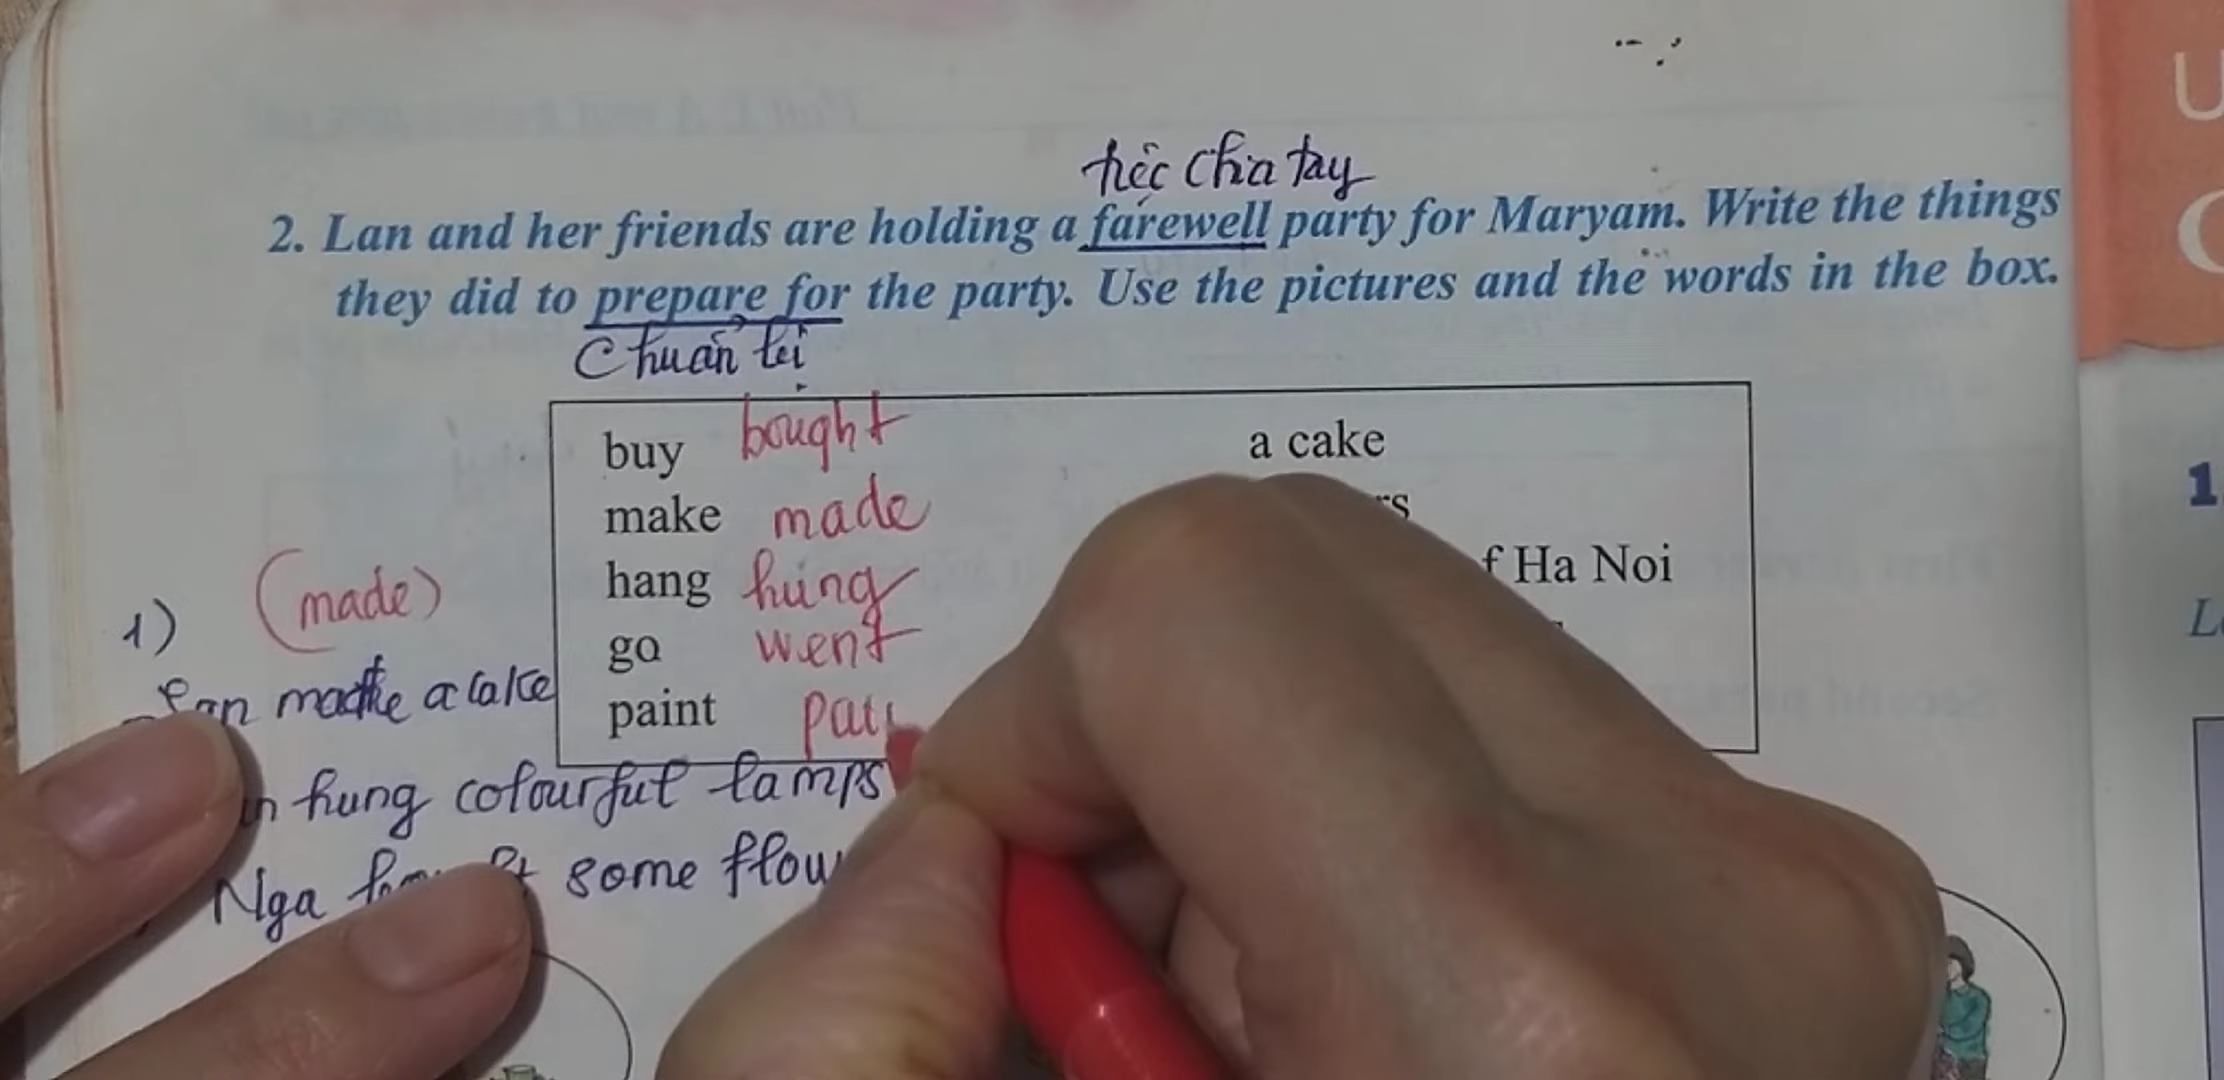 tiệc chia tay
2. Lan and her friends are holding a farewell party for Maryam. Write the things
they did to prepare for the party. Use the pictures and the words in the box.
Chuẩn bị
buy bought a cake
make made
hang hung Ha Noi
go went
paint
1) (made)
made a cake
hung colourful lamps
Nga some
1